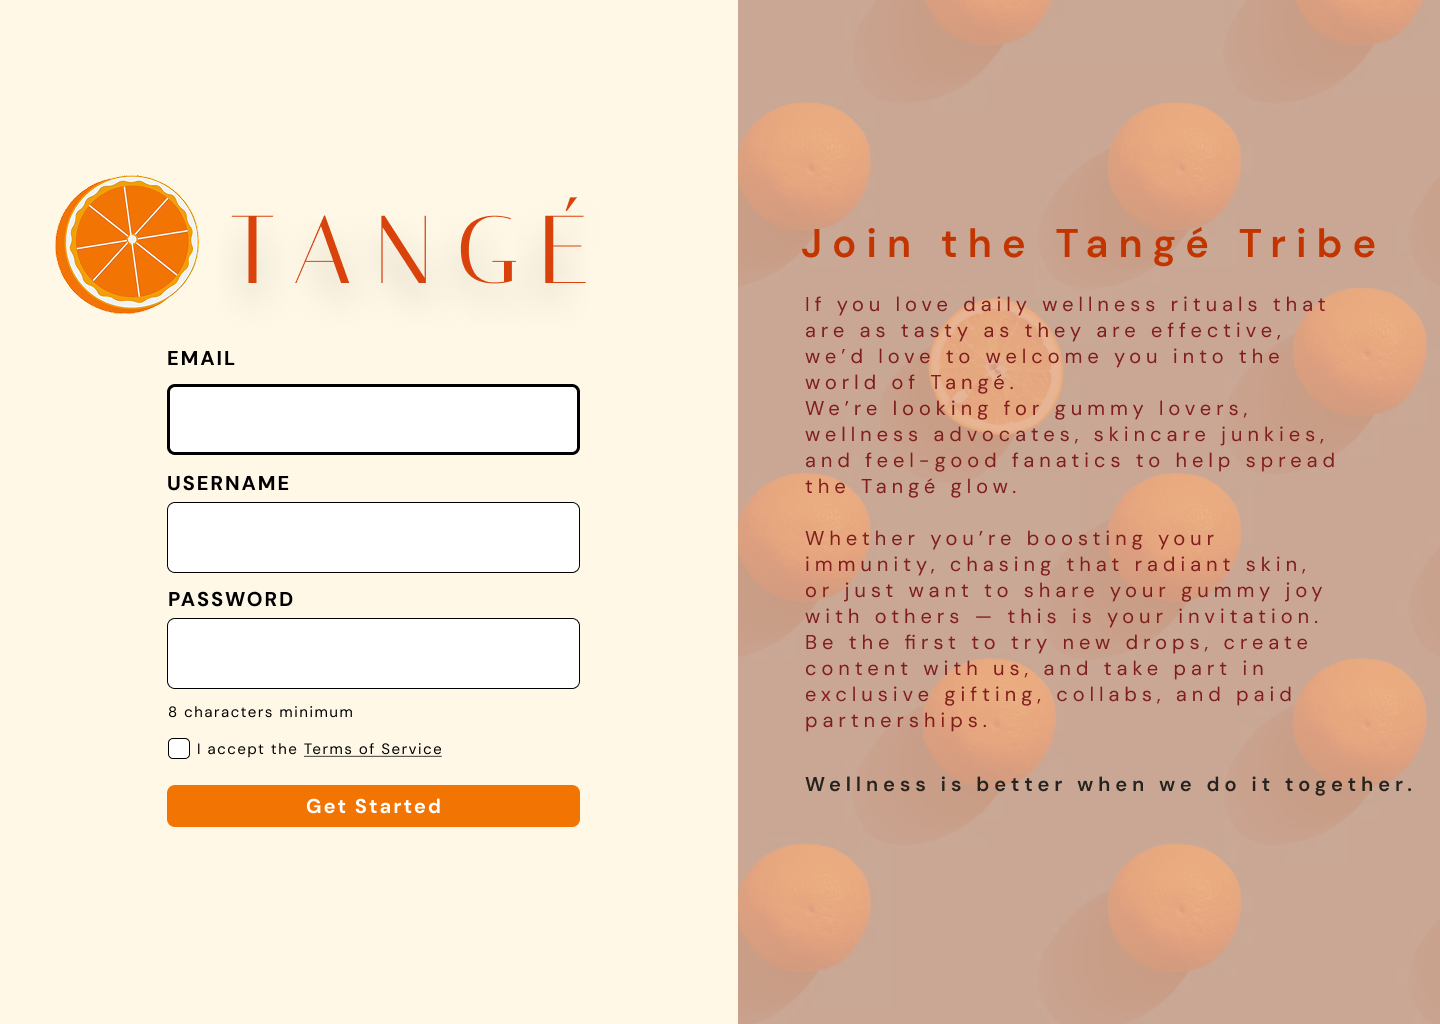 TANGÉ
EMAIL
USERNAME
PASSWORD
8 characters minimum
I accept the Terms of Service
Get Started
Join the Tangé Tribe
If you love daily wellness rituals that
are as tasty as they are effective,
we’d love to welcome you into the
world of Tangé.
We’re looking for gummy lovers,
wellness advocates, skincare junkies,
and feel-good fanatics to help spread
the Tangé glow.
Whether you’re boosting your
immunity, chasing that radiant skin,
or just want to share your gummy joy
with others — this is your invitation.
Be the first to try new drops, create
content with us, and take part in
exclusive gifting, collabs, and paid
partnerships.
Wellness is better when we do it together.